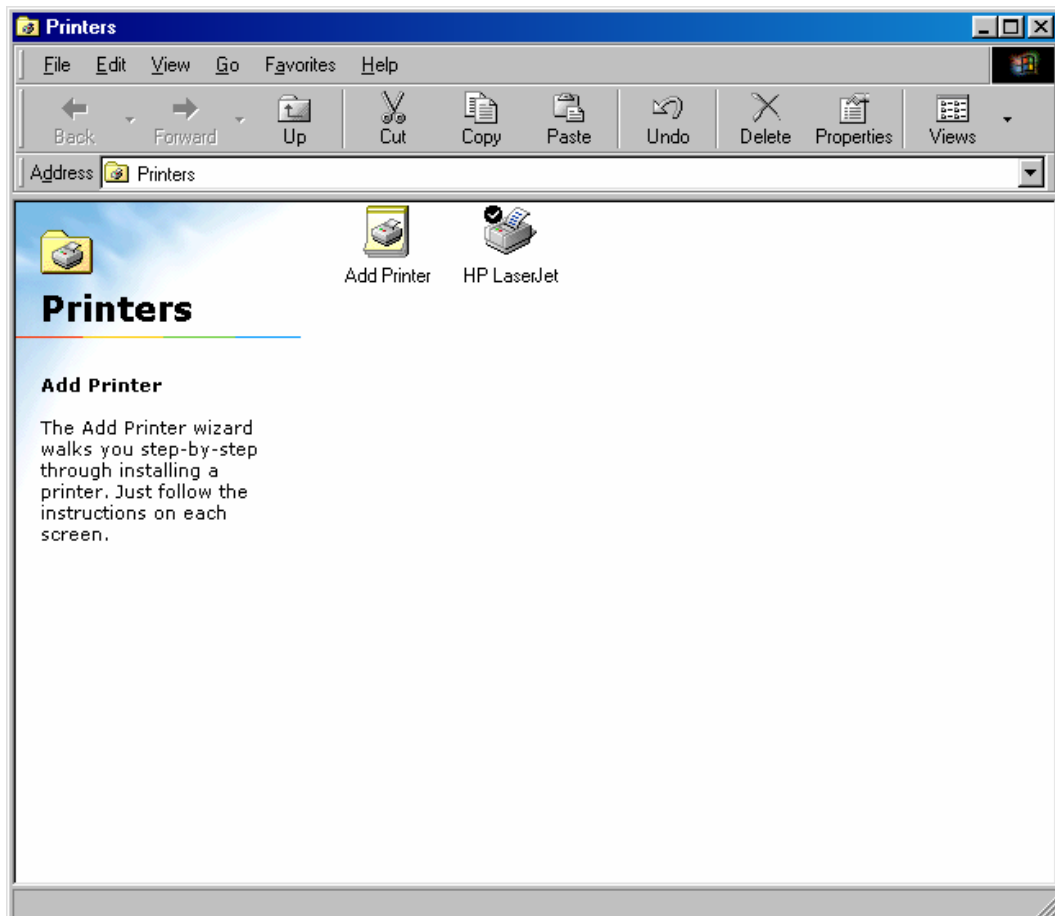 Printers
File Edit View Go Favorites Help
Back Forward Up Cut Copy Paste Undo Delete Properties Views
Address Printers
Add Printer HP LaserJet
Printers
Add Printer
The Add Printer wizard
walks you step-by-step
through installing a
printer. Just follow the
instructions on each
screen.